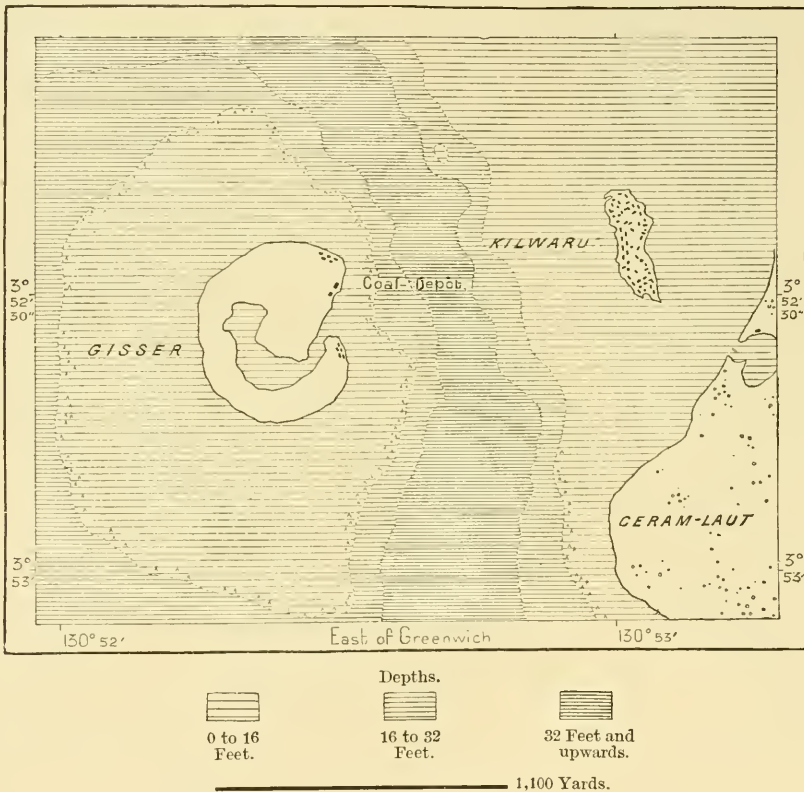 KILWARU
3°
52'
30"
Coal-Depôt.
3°
52'
30"
GISSER
CERAM-LAUT
3°
53'
3°
53'
130° 52'
East of Greenwich
130° 53'
Depths.
0 to 16
Feet.
16 to 32
Feet.
32 Feet and
upwards.
1,100 Yards.